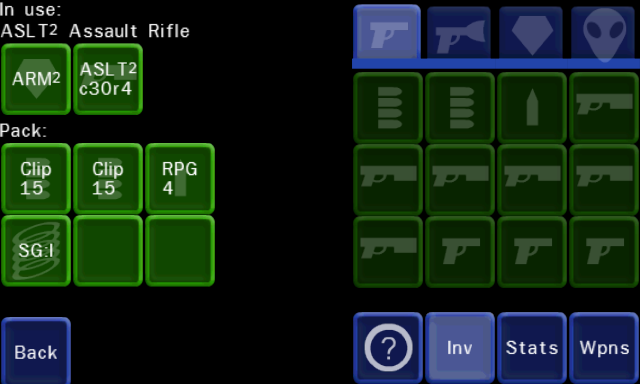 In use:
ASLT2 Assault Rifle
ARM2
ASLT2
c30r4
Pack:
Clip
15
Clip
15
RPG
4
SG:I
Back
?
Inv
Stats
Wpns